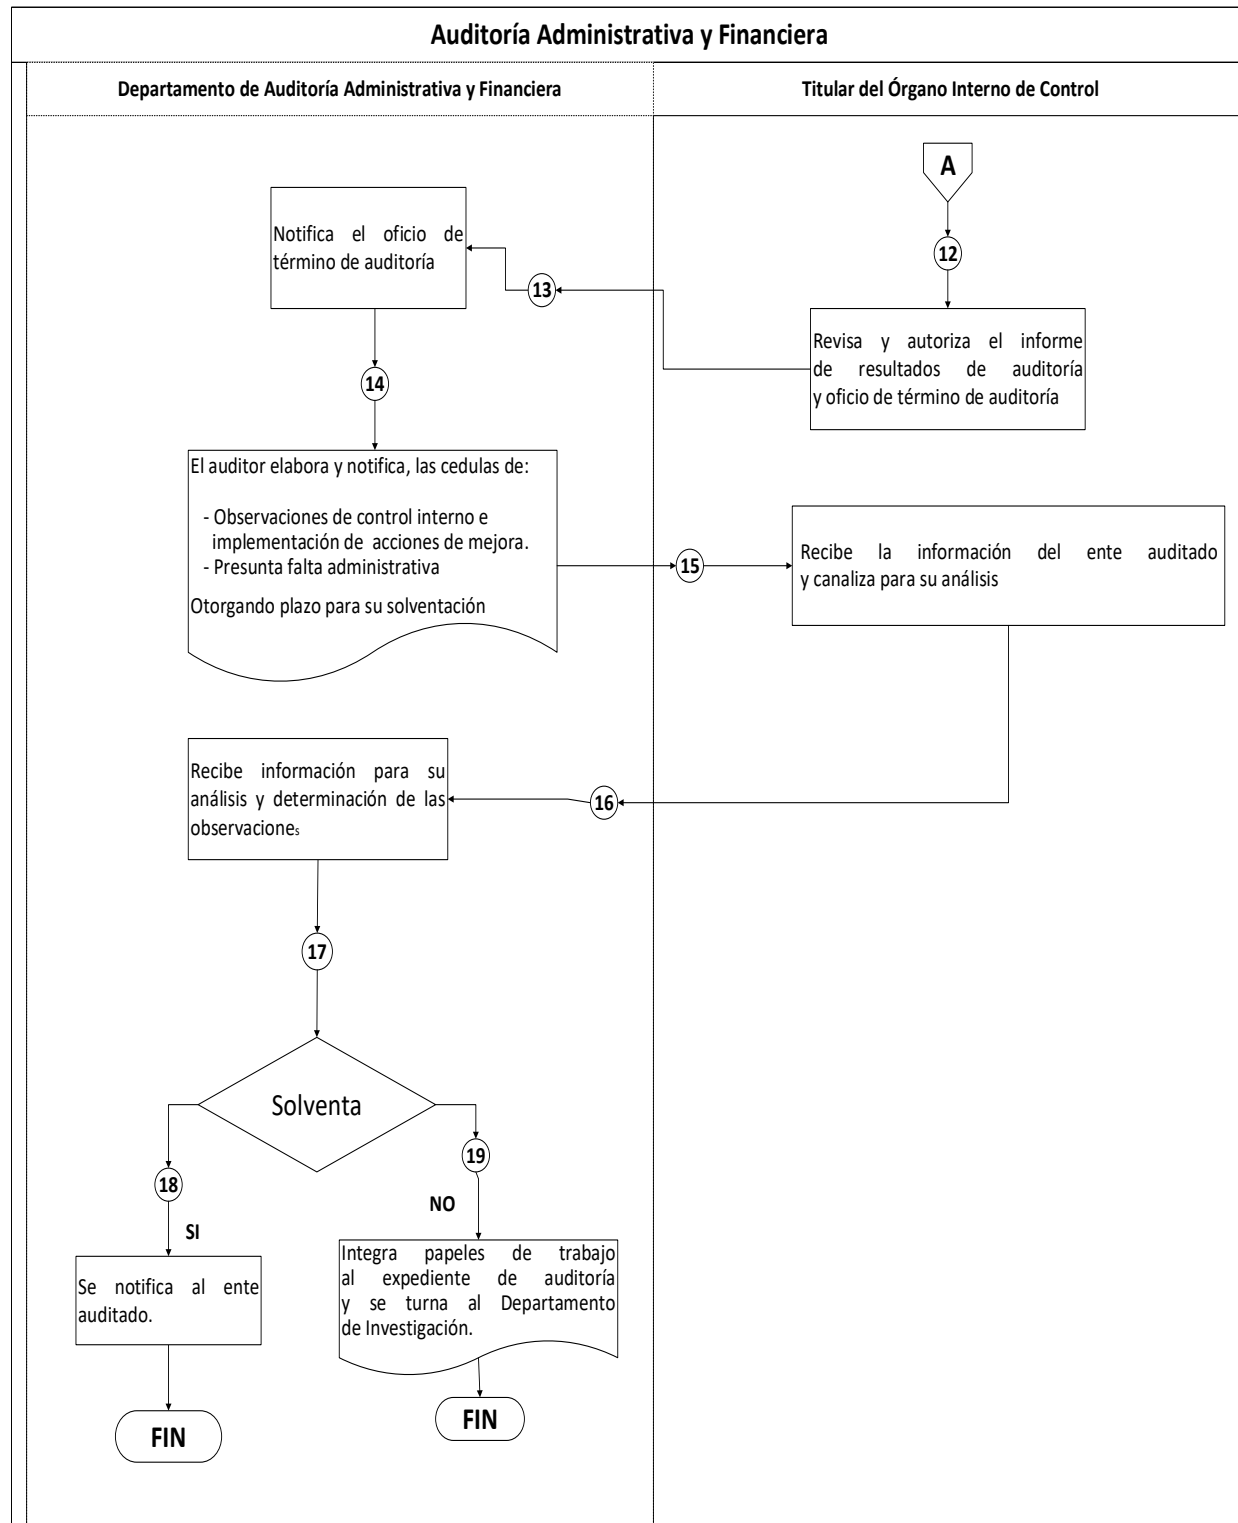 Auditoría Administrativa y Financiera
Departamento de Auditoría Administrativa y Financiera
Titular del Órgano Interno de Control
A
12
Revisa y autoriza el informe
de resultados de auditoría
y oficio de término de auditoría
13
Notifica el oficio de
término de auditoría
14
El auditor elabora y notifica, las cedulas de:
- Observaciones de control interno e
implementación de acciones de mejora.
- Presunta falta administrativa
Otorgando plazo para su solventación
15
Recibe la información del ente auditado
y canaliza para su análisis
16
Recibe información para su
análisis y determinación de las
observaciones
17
Solventa
18
SI
Se notifica al ente
auditado.
FIN
19
NO
Integra papeles de trabajo
al expediente de auditoría
y se turna al Departamento
de Investigación.
FIN